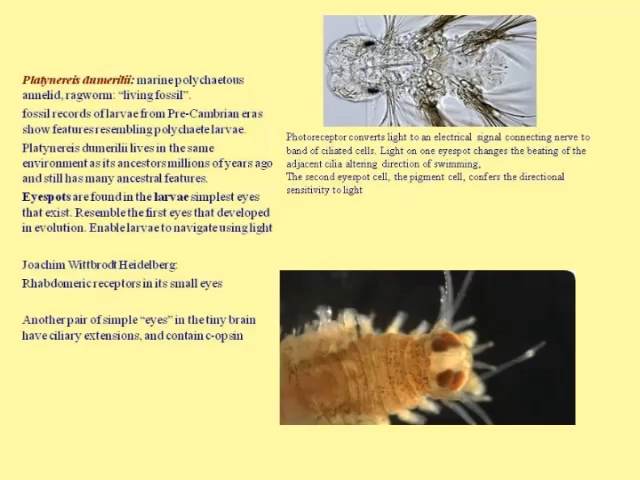 Platynereis dumerilii: marine polychaetous
annelid, ragworm: "living fossil".
fossil records of larvae from Pre-Cambrian eras
show features resembling polychaete larvae.
Platynereis dumerilii lives in the same
environment as its ancestors millions of years ago
and still has many ancestral features.
Eyespots are found in the larvae simplest eyes
that exist. Resemble the first eyes that developed
in evolution. Enable larvae to navigate using light
Joachim Wittbrodt Heidelberg:
Rhabdomeric receptors in its small eyes
Another pair of simple "eyes" in the tiny brain
have ciliary extensions, and contain c-opsin
Photoreceptor converts light to an electrical signal connecting nerve to
band of ciliated cells. Light on one eyespot changes the beating of the
adjacent cilia altering direction of swimming,
The second eyespot cell, the pigment cell, confers the directional
sensitivity to light